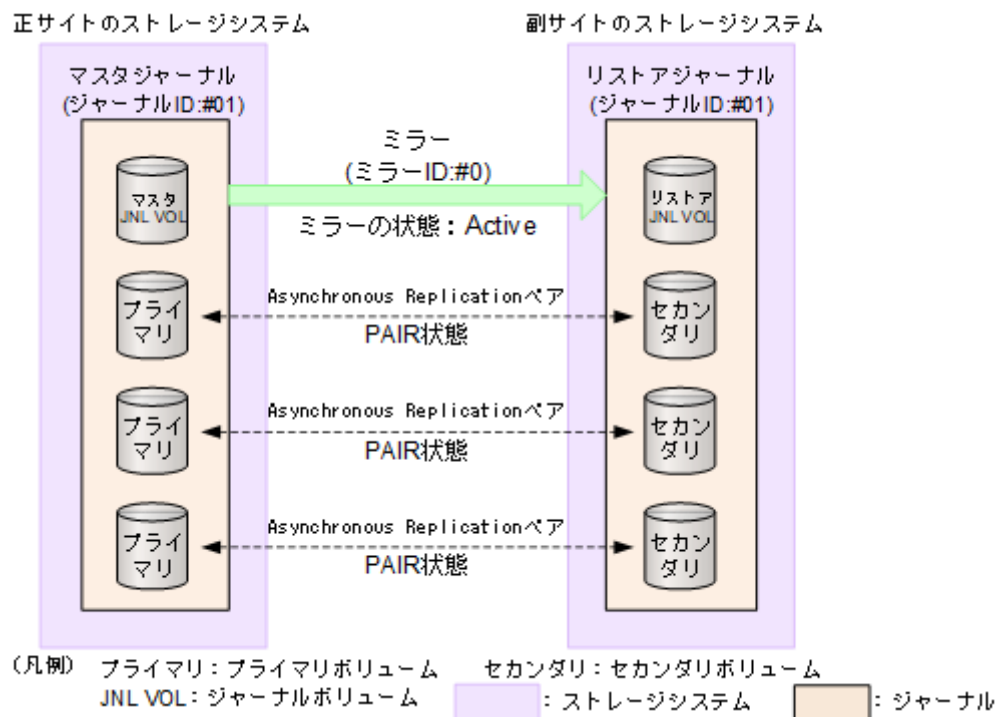 正サイトのストレージシステム
副サイトのストレージシステム
マスタジャーナル
(ジャーナルID:#01)
リストアジャーナル
(ジャーナルID:#01)
ミラー
(ミラーID:#0)
マスタ
JNL VOL
リストア
JNL VOL
ミラーの状態：Active
プライ
マリ
Asynchronous Replicationペア
PAIR状態
セカン
ダリ
プライ
マリ
Asynchronous Replicationペア
PAIR状態
セカン
ダリ
プライ
マリ
Asynchronous Replicationペア
PAIR状態
セカン
ダリ
(凡例) プライマリ：プライマリボリューム セカンダリ：セカンダリボリューム
JNL VOL：ジャーナルボリューム ：ストレージシステム ：ジャーナル